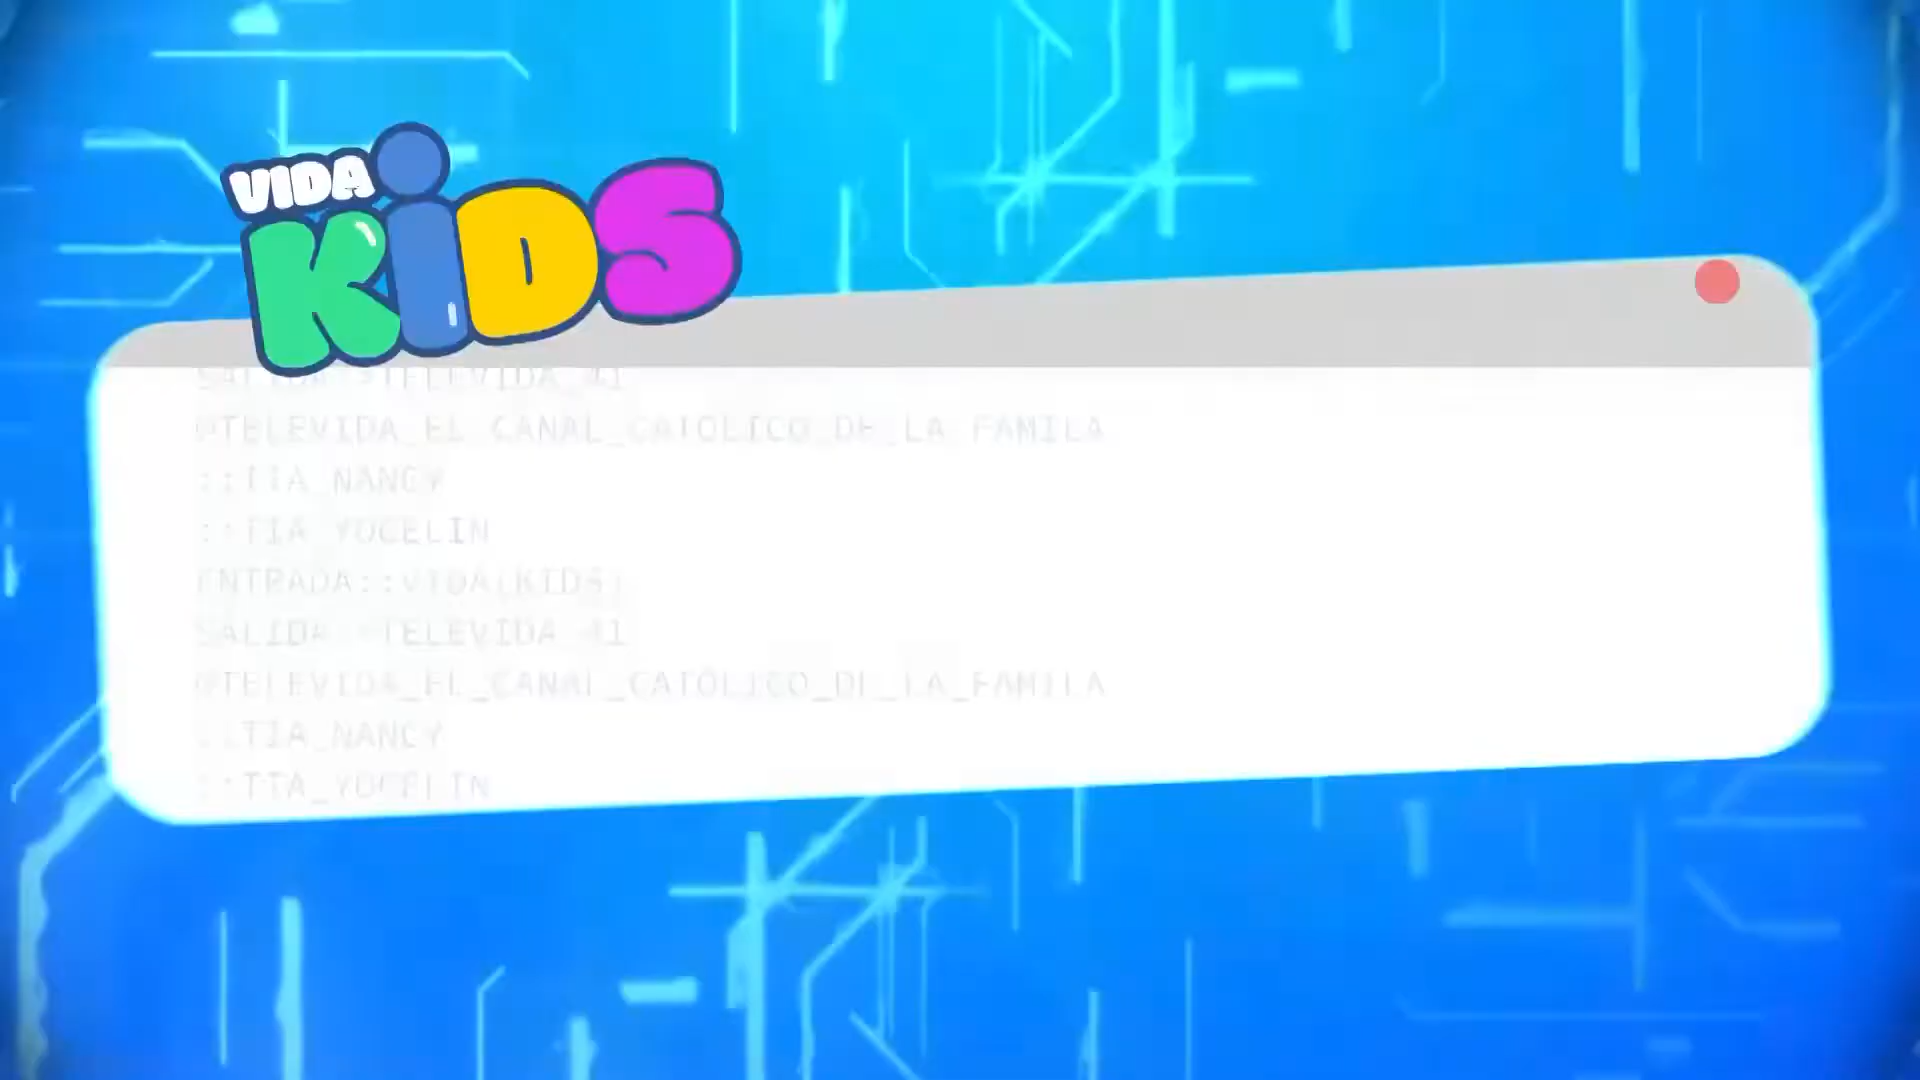 VIDA
KiDS
SALIDA::TELEVIDA_41
@TELEVIDA_EL_CANAL_CATOLICO_DE_LA_FAMILA
::TIA_NANCY
::TIA_YOCELIN
ENTRADA::VIDA(KIDS)
SALIDA::TELEVIDA_41
@TELEVIDA_EL_CANAL_CATOLICO_DE_LA_FAMILA
::TIA_NANCY
::TIA_YOCELIN